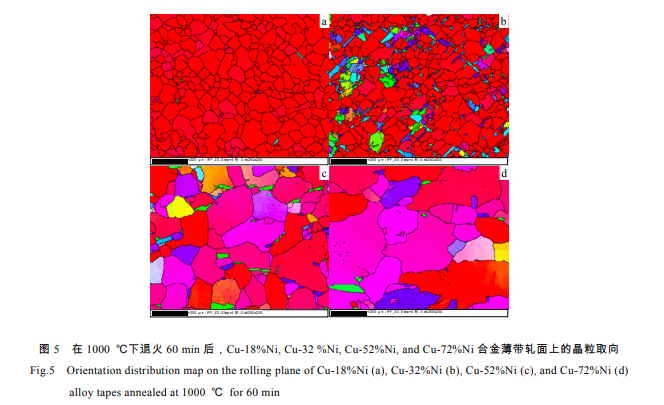 a
b
c
d
图 5 在 1000 ℃下退火 60 min 后，Cu-18%Ni, Cu-32 %Ni, Cu-52%Ni, and Cu-72%Ni 合金薄带轧面上的晶粒取向
Fig.5 Orientation distribution map on the rolling plane of Cu-18%Ni (a), Cu-32%Ni (b), Cu-52%Ni (c), and Cu-72%Ni (d)
alloy tapes annealed at 1000 ℃ for 60 min